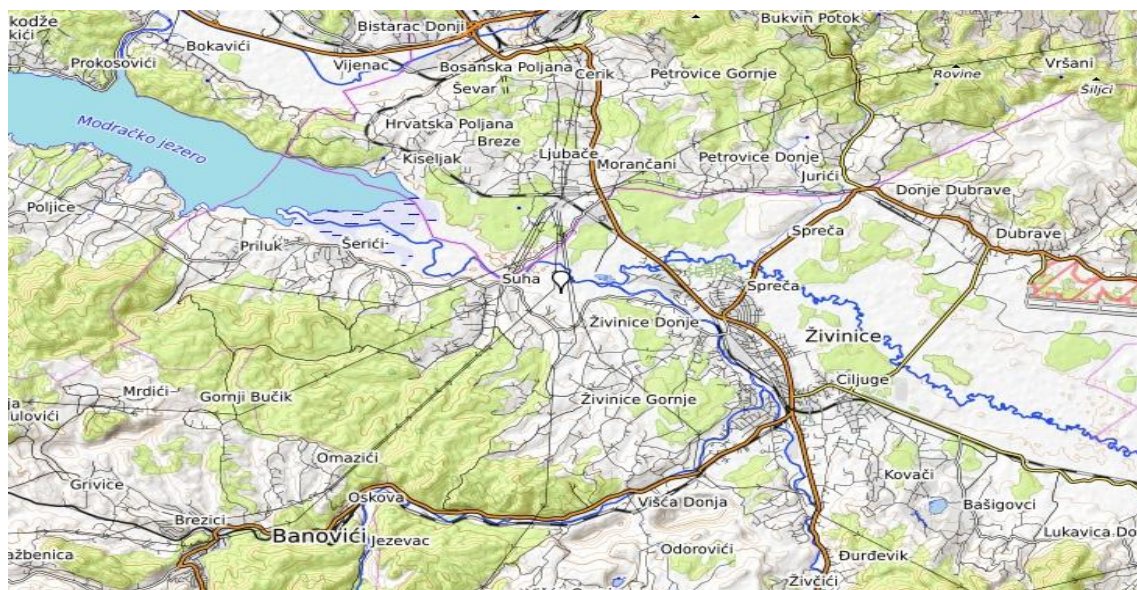 kodže
kići
Bistarac Donji
Bukvin Potok
Bokavići
Prokosovići
Vijenac
Bosanska Poljana
Cerik
Petrovice Gornje
Vršani
Rovine
Šiljci
Ševar
Modračko jezero
Hrvatska Poljana
Breze
Kiseljak
Ljubače
Morančani
Petrovice Donje
Jurići
Donje Dubrave
Poljice
Priluk
Šerići
Spreča
Dubrave
Suha
Spreča
Živinice Donje
Živinice
Mrdići
Gornji Bučik
Ciljuge
ja
ulovići
Živinice Gornje
Omazići
Grivice
Oskova
Kovači
Brezici
Višća Donja
Bašigovci
Banovići
Jezevac
Lukavica Do
ažbenica
Odorovići
Đurđevik
Živčići